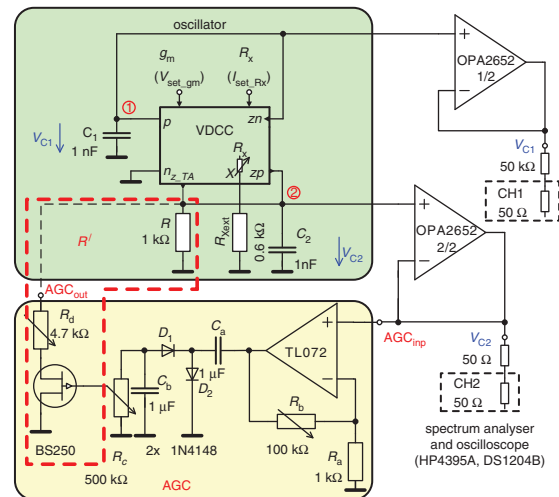 oscillator
g_m
(V_set_gm)
R_x
(I_set_Rx)
①
p
zn
VDCC
C_1
1 nF
V_C1
R_x
X
zp
n
z_TA
②
R
1 kΩ
R_Xext
0.6 kΩ
C_2
1nF
V_C2
R^/
+
−
OPA2652
1/2
V_C1
50 kΩ
CH1
50 Ω
+
−
OPA2652
2/2
V_C2
50 Ω
CH2
50 Ω
spectrum analyser
and oscilloscope
(HP4395A, DS1204B)
AGC_out
AGC_inp
R_d
4.7 kΩ
BS250
D_1
C_a
1 μF
C_b
1 μF
D_2
R_c
500 kΩ
2x
1N4148
+
−
TL072
R_b
100 kΩ
R_a
1 kΩ
AGC